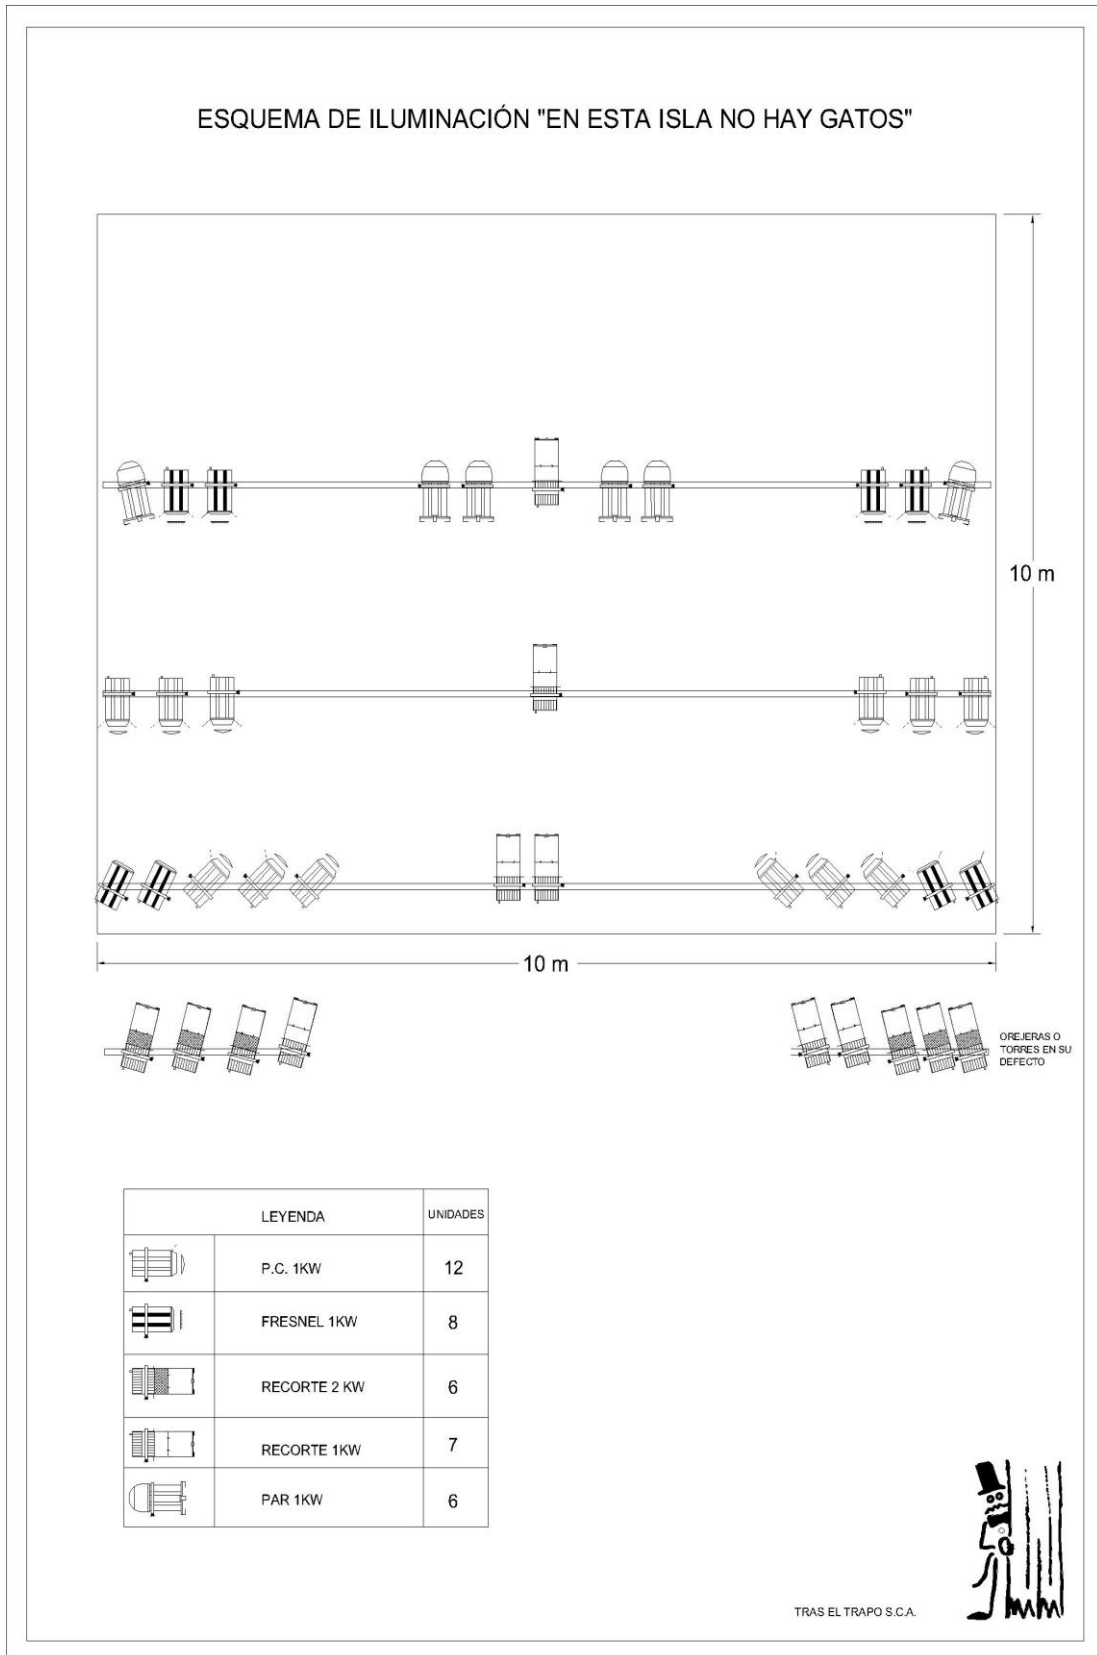 ESQUEMA DE ILUMINACIÓN "EN ESTA ISLA NO HAY GATOS"
10 m
10 m
OREJERAS O
TORRES EN SU
DEFECTO
LEYENDA UNIDADES
P.C. 1KW 12
FRESNEL 1KW 8
RECORTE 2 KW 6
RECORTE 1KW 7
PAR 1KW 6
TRAS EL TRAPO S.C.A.